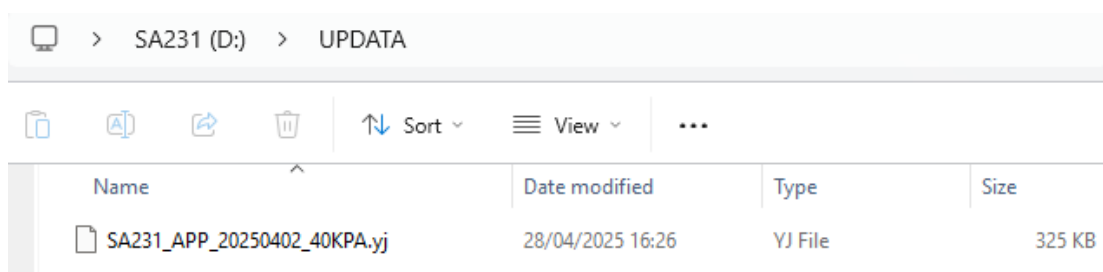 > SA231 (D:) > UPDATA
A Sort View ...
Name Date modified Type Size
SA231_APP_20250402_40KPA.yj 28/04/2025 16:26 YJ File 325 KB